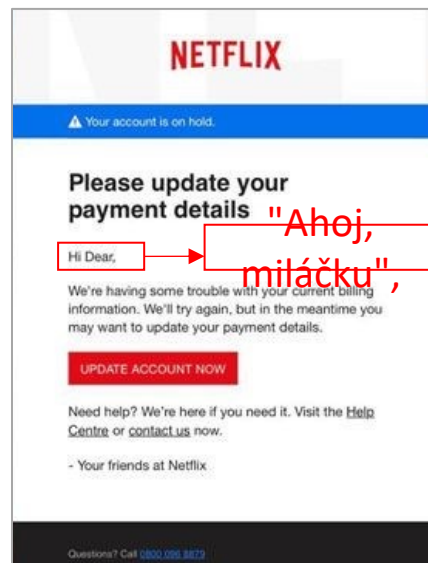 NETFLIX
Your account is on hold.
Please update your
payment details
"Ahoj,
miláčku",
Hi Dear,
We're having some trouble with your current billing
information. We'll try again, but in the meantime you
may want to update your payment details.
UPDATE ACCOUNT NOW
Need help? We're here if you need it. Visit the Help
Centre or contact us now.
- Your friends at Netflix
Questions? Call 0800 096 8879